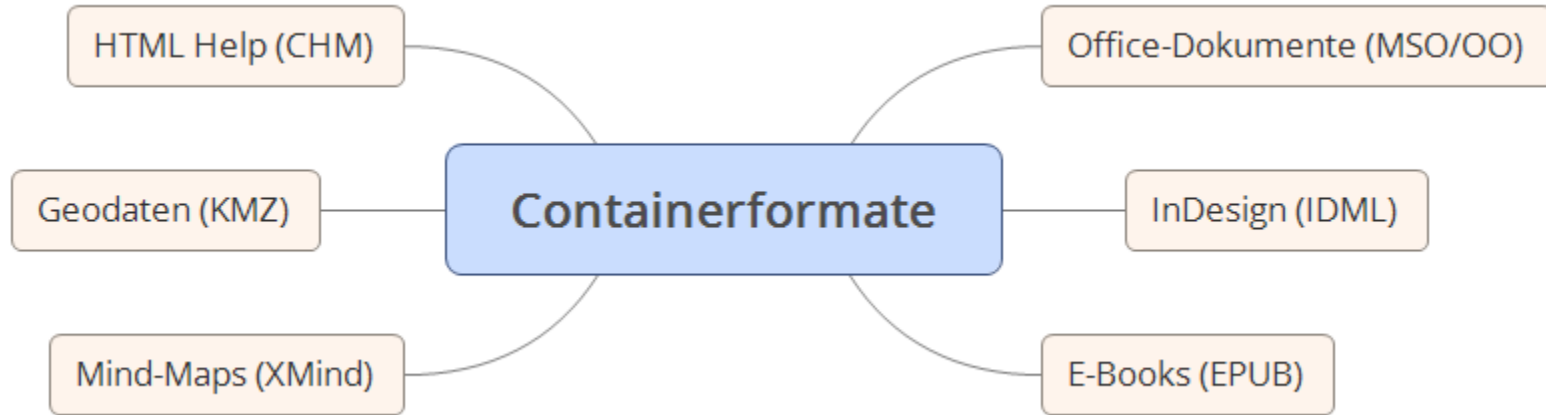 HTML Help (CHM)
Office-Dokumente (MSO/OO)
Geodaten (KMZ)
Containerformate
InDesign (IDML)
Mind-Maps (XMind)
E-Books (EPUB)